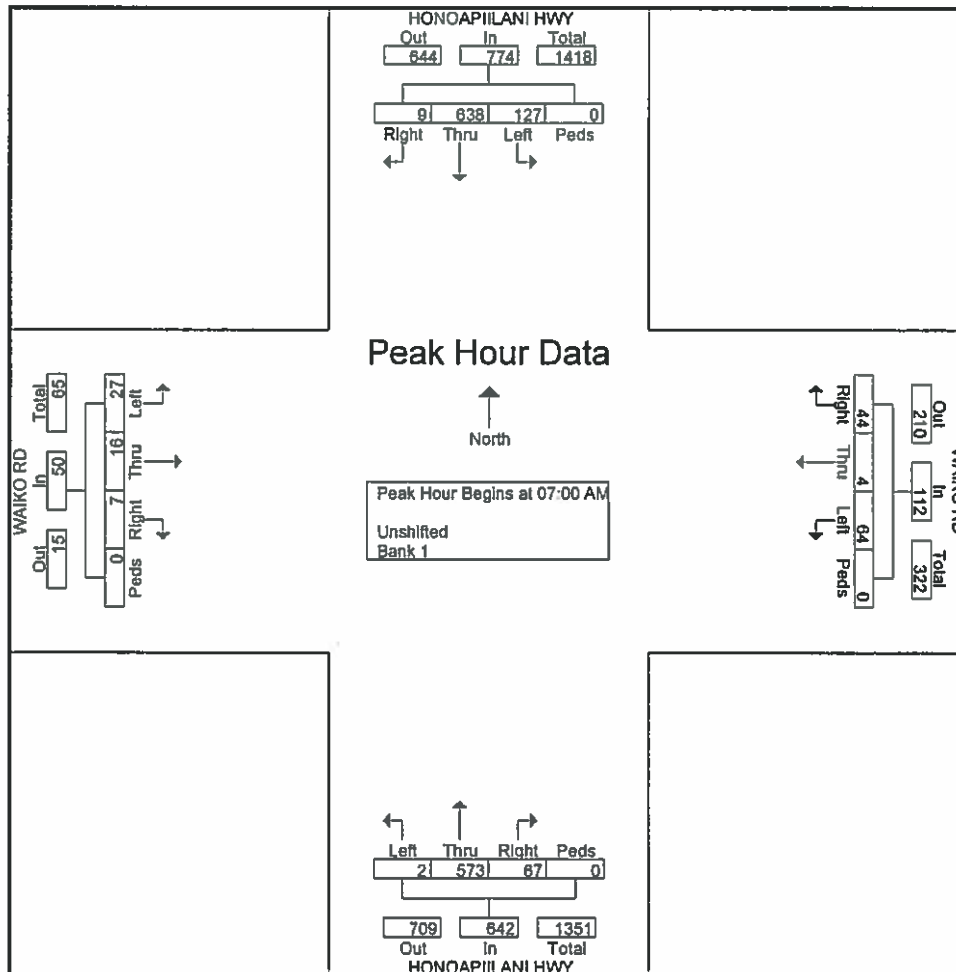 HONOAPIILANI HWY
Out In Total
644 774 1418
9 638 127 0
Right Thru Left Peds
Peak Hour Data
North
Peak Hour Begins at 07:00 AM
Unshifted
Bank 1
WAIKO RD
Total In Out
65 50 15
27 16 7 0
Left Thru Right Peds
WAIKO RD
Out In Total
210 112 322
44 4 64 0
Right Thru Left Peds
Left Thru Right Peds
2 573 67 0
709 642 1351
Out In Total
HONOAPIILANI HWY